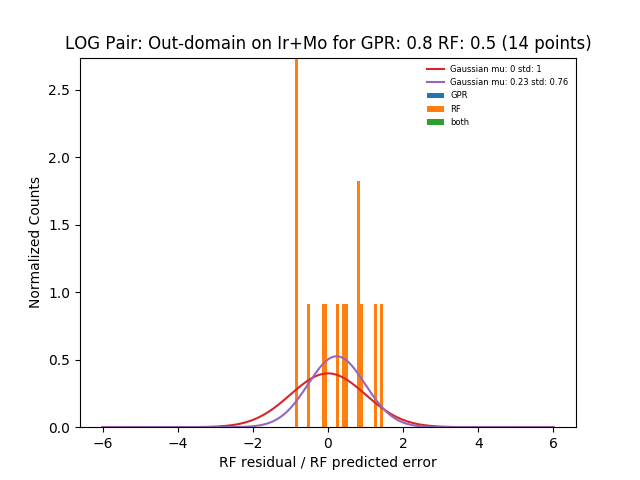 LOG Pair: Out-domain on Ir+Mo for GPR: 0.8 RF: 0.5 (14 points)
Gaussian mu: 0 std: 1
Gaussian mu: 0.23 std: 0.76
GPR
RF
both
Normalized Counts
2.5
2.0
1.5
1.0
0.5
0.0
−6 −4 −2 0 2 4 6
RF residual / RF predicted error